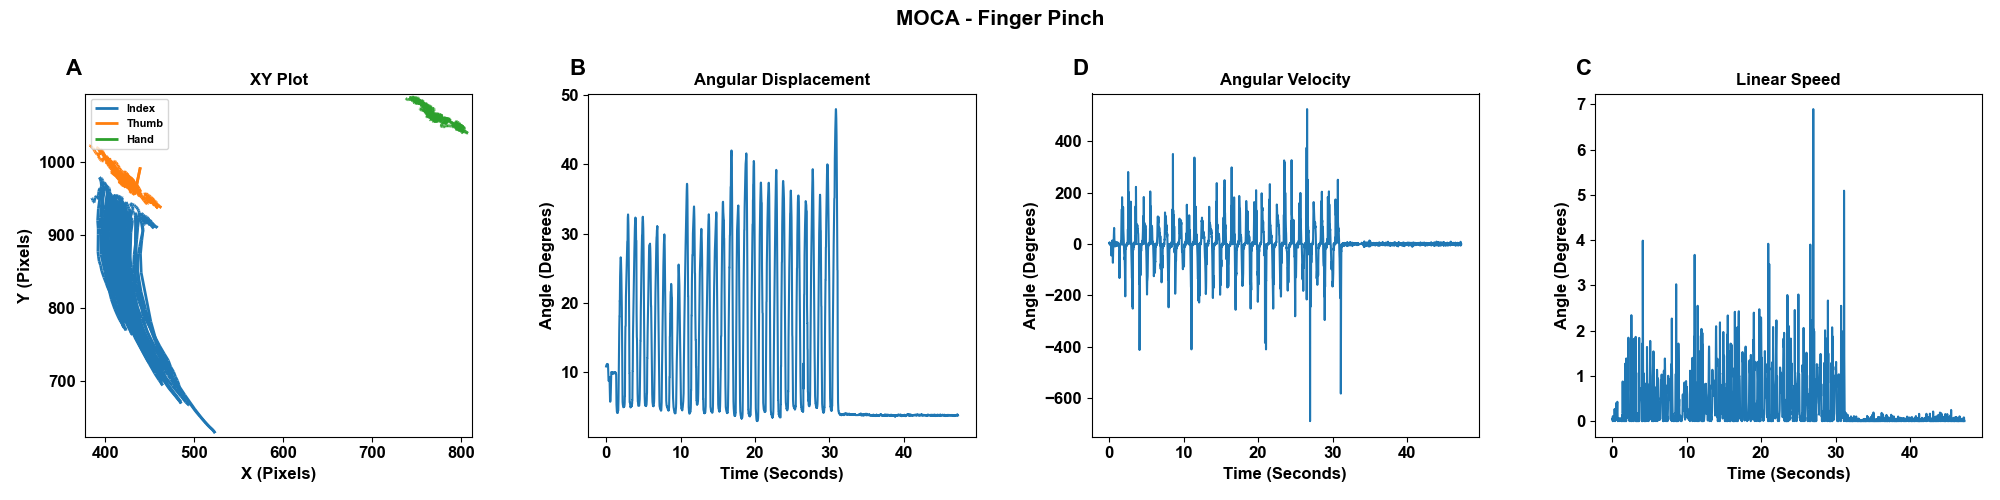 MOCA - Finger Pinch
A
XY Plot
Index
Thumb
Hand
1000
900
800
700
Y (Pixels)
400
500
600
700
800
X (Pixels)
B
Angular Displacement
50
40
30
20
10
Angle (Degrees)
0
10
20
30
40
Time (Seconds)
D
Angular Velocity
400
200
0
−200
−400
−600
Angle (Degrees)
0
10
20
30
40
Time (Seconds)
C
Linear Speed
7
6
5
4
3
2
1
0
Angle (Degrees)
0
10
20
30
40
Time (Seconds)